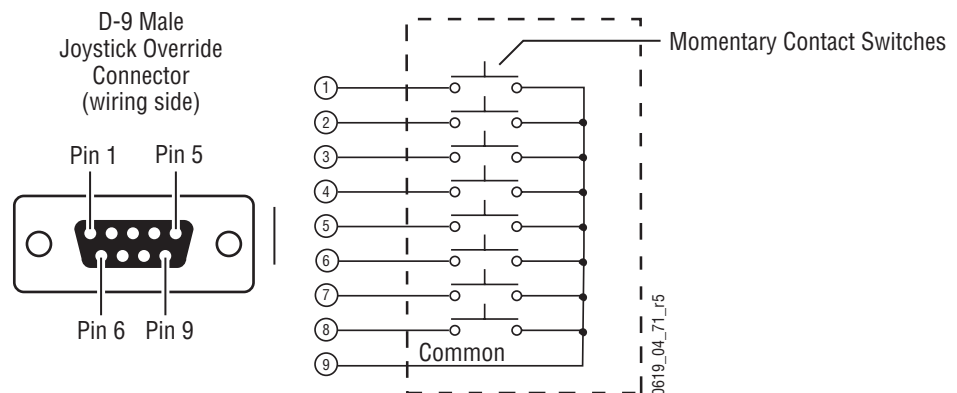 D-9 Male
Joystick Override
Connector
(wiring side)
Pin 1 Pin 5
Pin 6 Pin 9
Momentary Contact Switches
1
2
3
4
5
6
7
8
9
Common
0619_04_71_r5